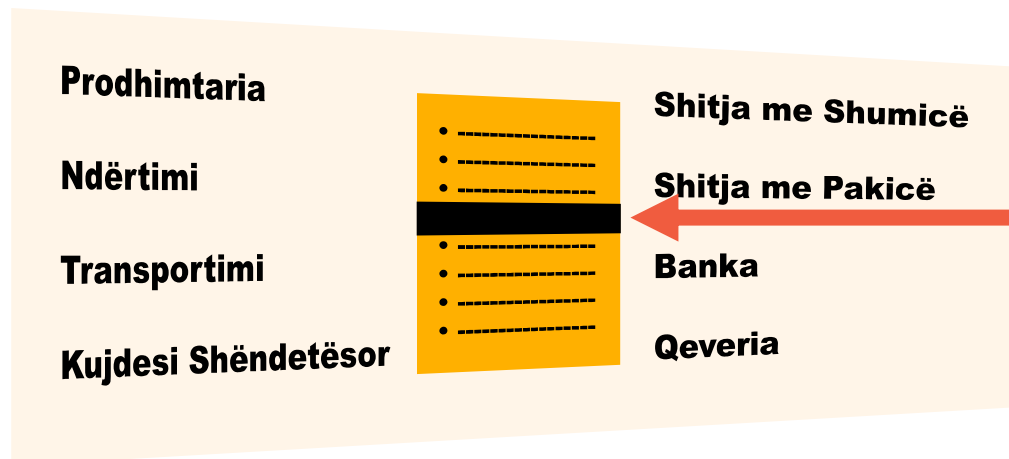 Prodhimtaria
Ndërtimi
Transportimi
Kujdesi Shëndetësor
Shitja me Shumicë
Shitja me Pakicë
Banka
Qeveria